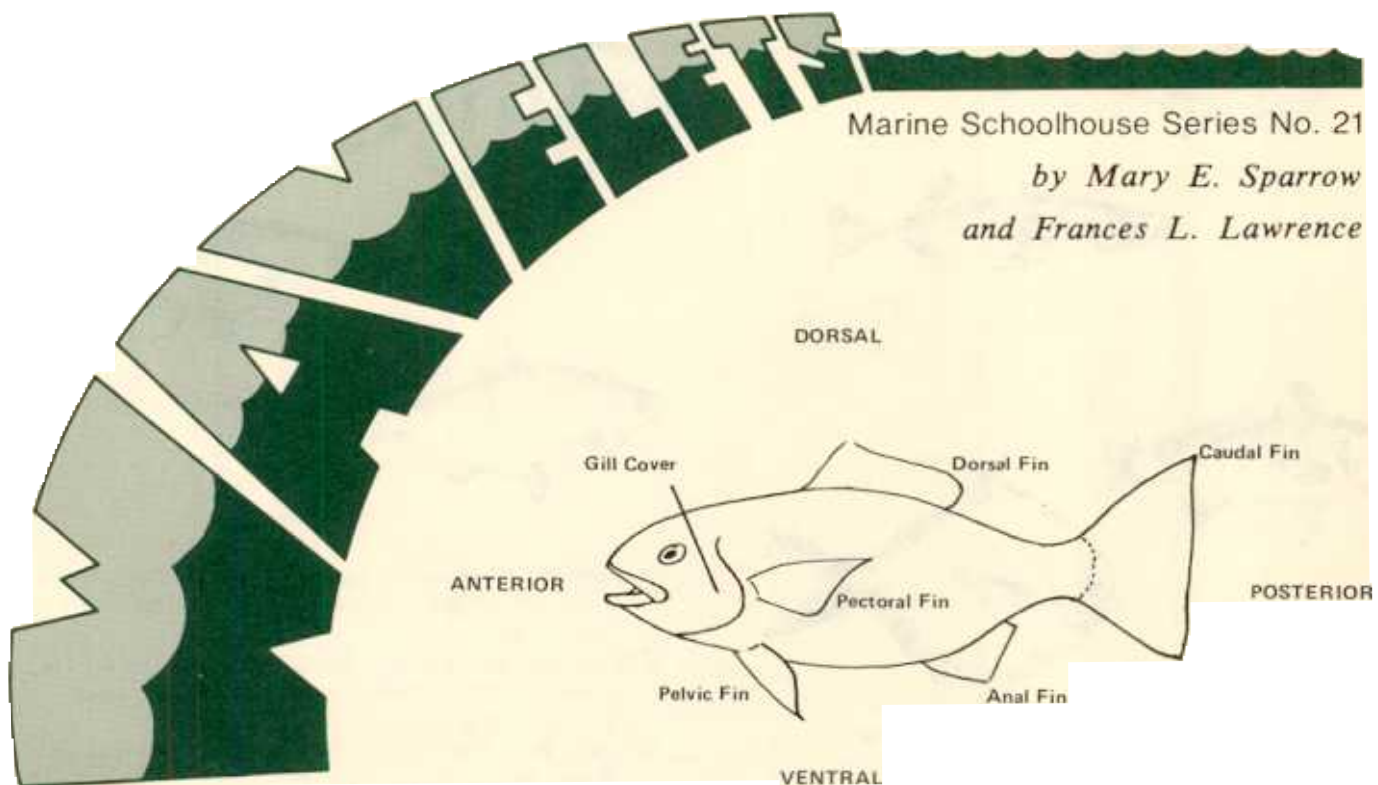 WAVELETS
Marine Schoolhouse Series No. 21
by Mary E. Sparrow
and Frances L. Lawrence
DORSAL
Gill Cover
Dorsal Fin
Caudal Fin
ANTERIOR
Pectoral Fin
POSTERIOR
Pelvic Fin
Anal Fin
VENTRAL